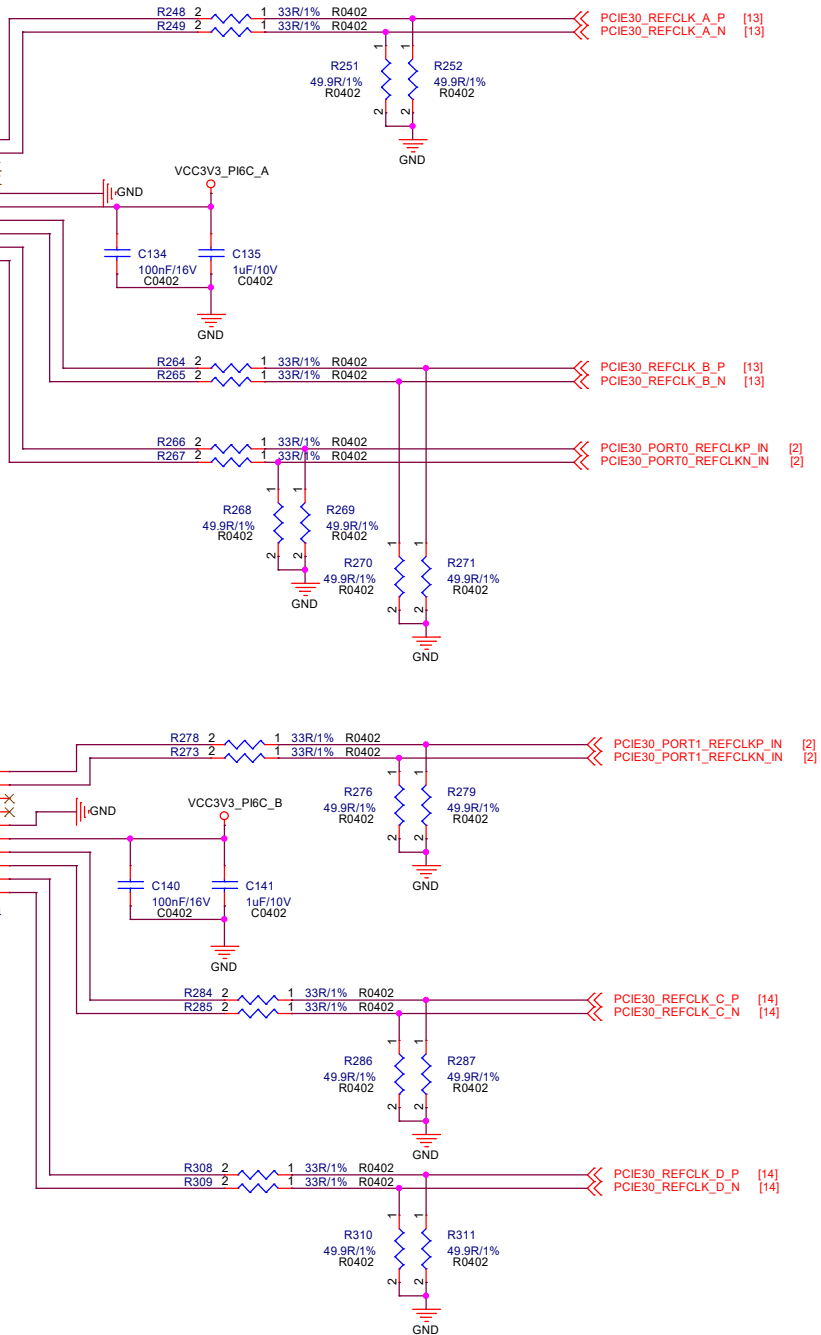 R248 2 1 33R/1% R0402 PCIE30_REFCLK_A_P [13]
R249 2 1 33R/1% R0402 PCIE30_REFCLK_A_N [13]
1 1
R251 R252
49.9R/1% 49.9R/1%
R0402 R0402
2 2
GND
VCC3V3_PI6C_A
GND
C134 C135
100nF/16V 1uF/10V
C0402 C0402
GND
R264 2 1 33R/1% R0402 PCIE30_REFCLK_B_P [13]
R265 2 1 33R/1% R0402 PCIE30_REFCLK_B_N [13]
R266 2 1 33R/1% R0402 PCIE30_PORT0_REFCLKP_IN [2]
R267 2 1 33R/1% R0402 PCIE30_PORT0_REFCLKN_IN [2]
1 1
R268 R269
49.9R/1% 49.9R/1%
R0402 R0402
2 2
GND
1 1
R270 R271
49.9R/1% 49.9R/1%
R0402 R0402
2 2
GND
R278 2 1 33R/1% R0402 PCIE30_PORT1_REFCLKP_IN [2]
R273 2 1 33R/1% R0402 PCIE30_PORT1_REFCLKN_IN [2]
1 1
R276 R279
49.9R/1% 49.9R/1%
R0402 R0402
2 2
GND
VCC3V3_PI6C_B
GND
C140 C141
100nF/16V 1uF/10V
C0402 C0402
GND
R284 2 1 33R/1% R0402 PCIE30_REFCLK_C_P [14]
R285 2 1 33R/1% R0402 PCIE30_REFCLK_C_N [14]
1 1
R286 R287
49.9R/1% 49.9R/1%
R0402 R0402
2 2
GND
R308 2 1 33R/1% R0402 PCIE30_REFCLK_D_P [14]
R309 2 1 33R/1% R0402 PCIE30_REFCLK_D_N [14]
1 1
R310 R311
49.9R/1% 49.9R/1%
R0402 R0402
2 2
GND